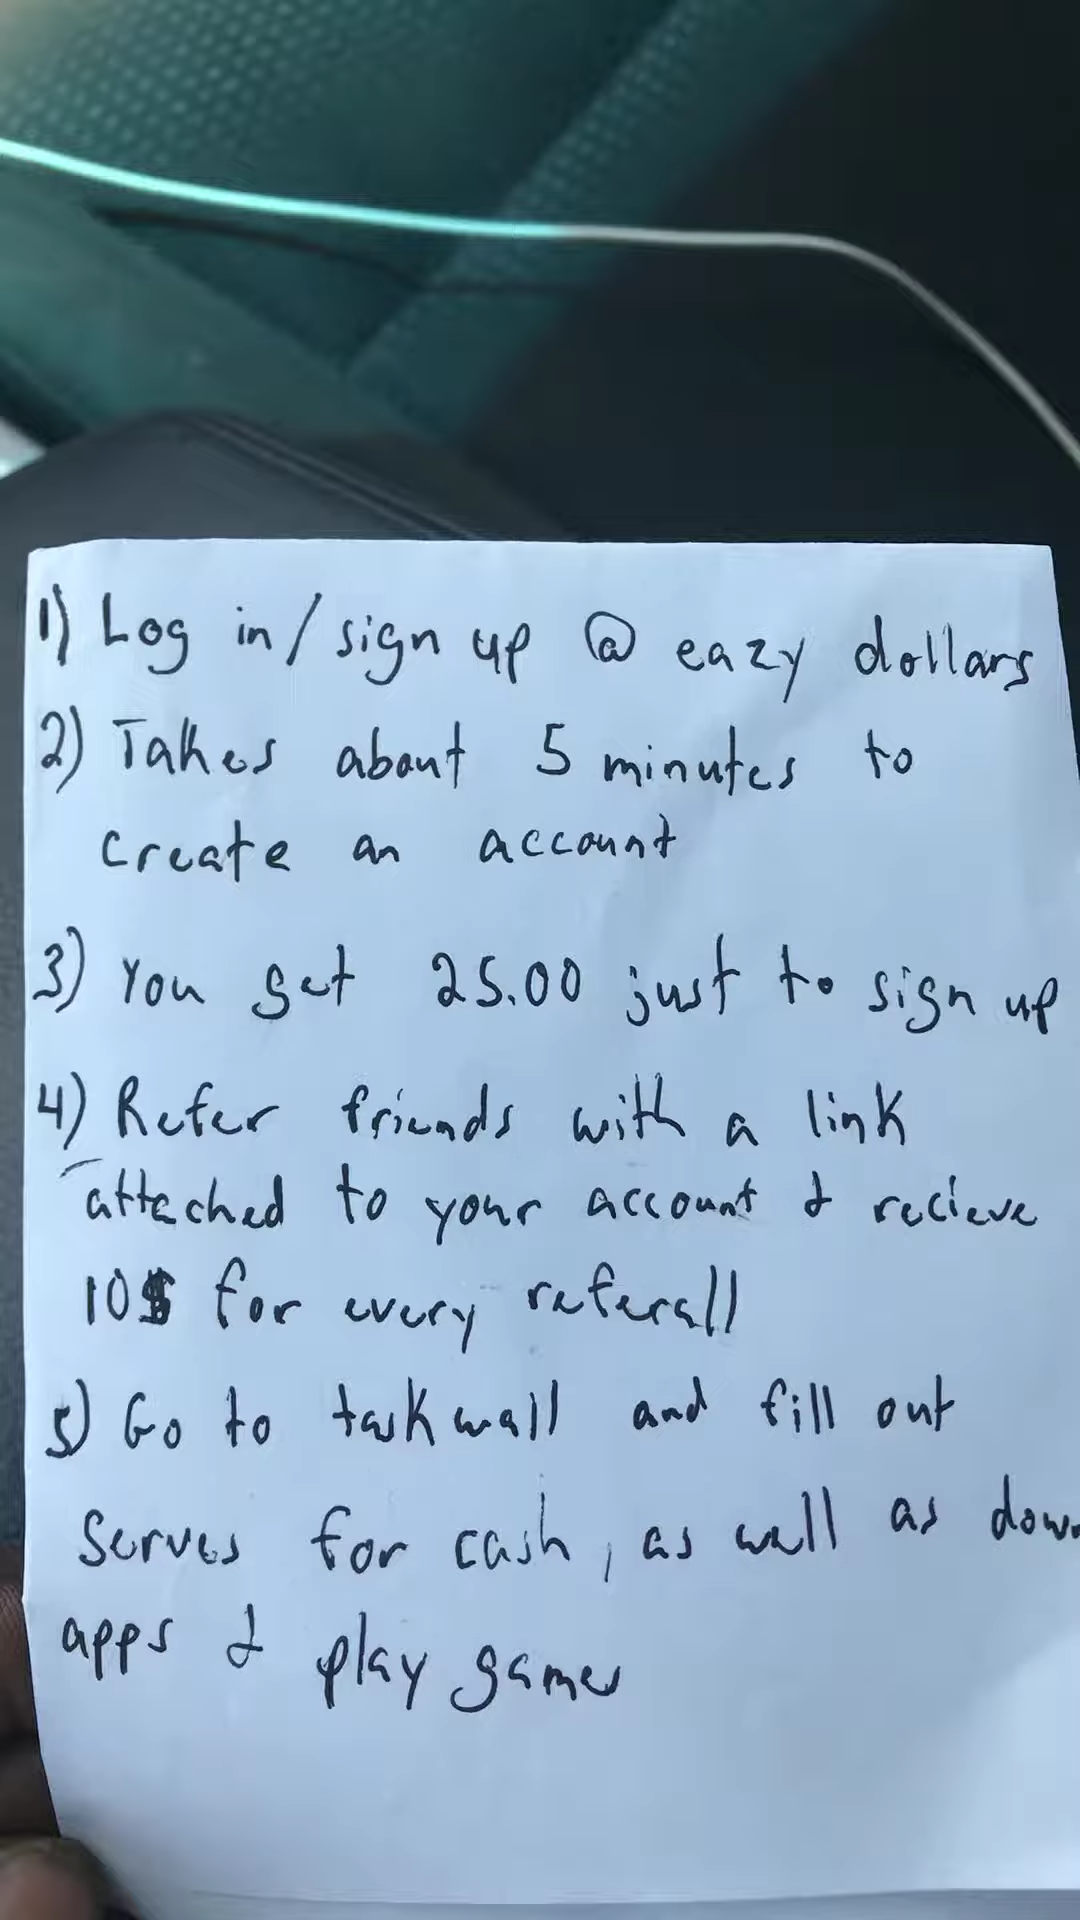 1) Log in/sign up @ eazy dollars
2) Takes about 5 minutes to
create an account
3) You get 25.00 just to sign up
4) Refer friends with a link
attached to your account & recieve
10$ for every referall
5) Go to taskwall and fill out
Serves for cash, as well as down
apps & play games